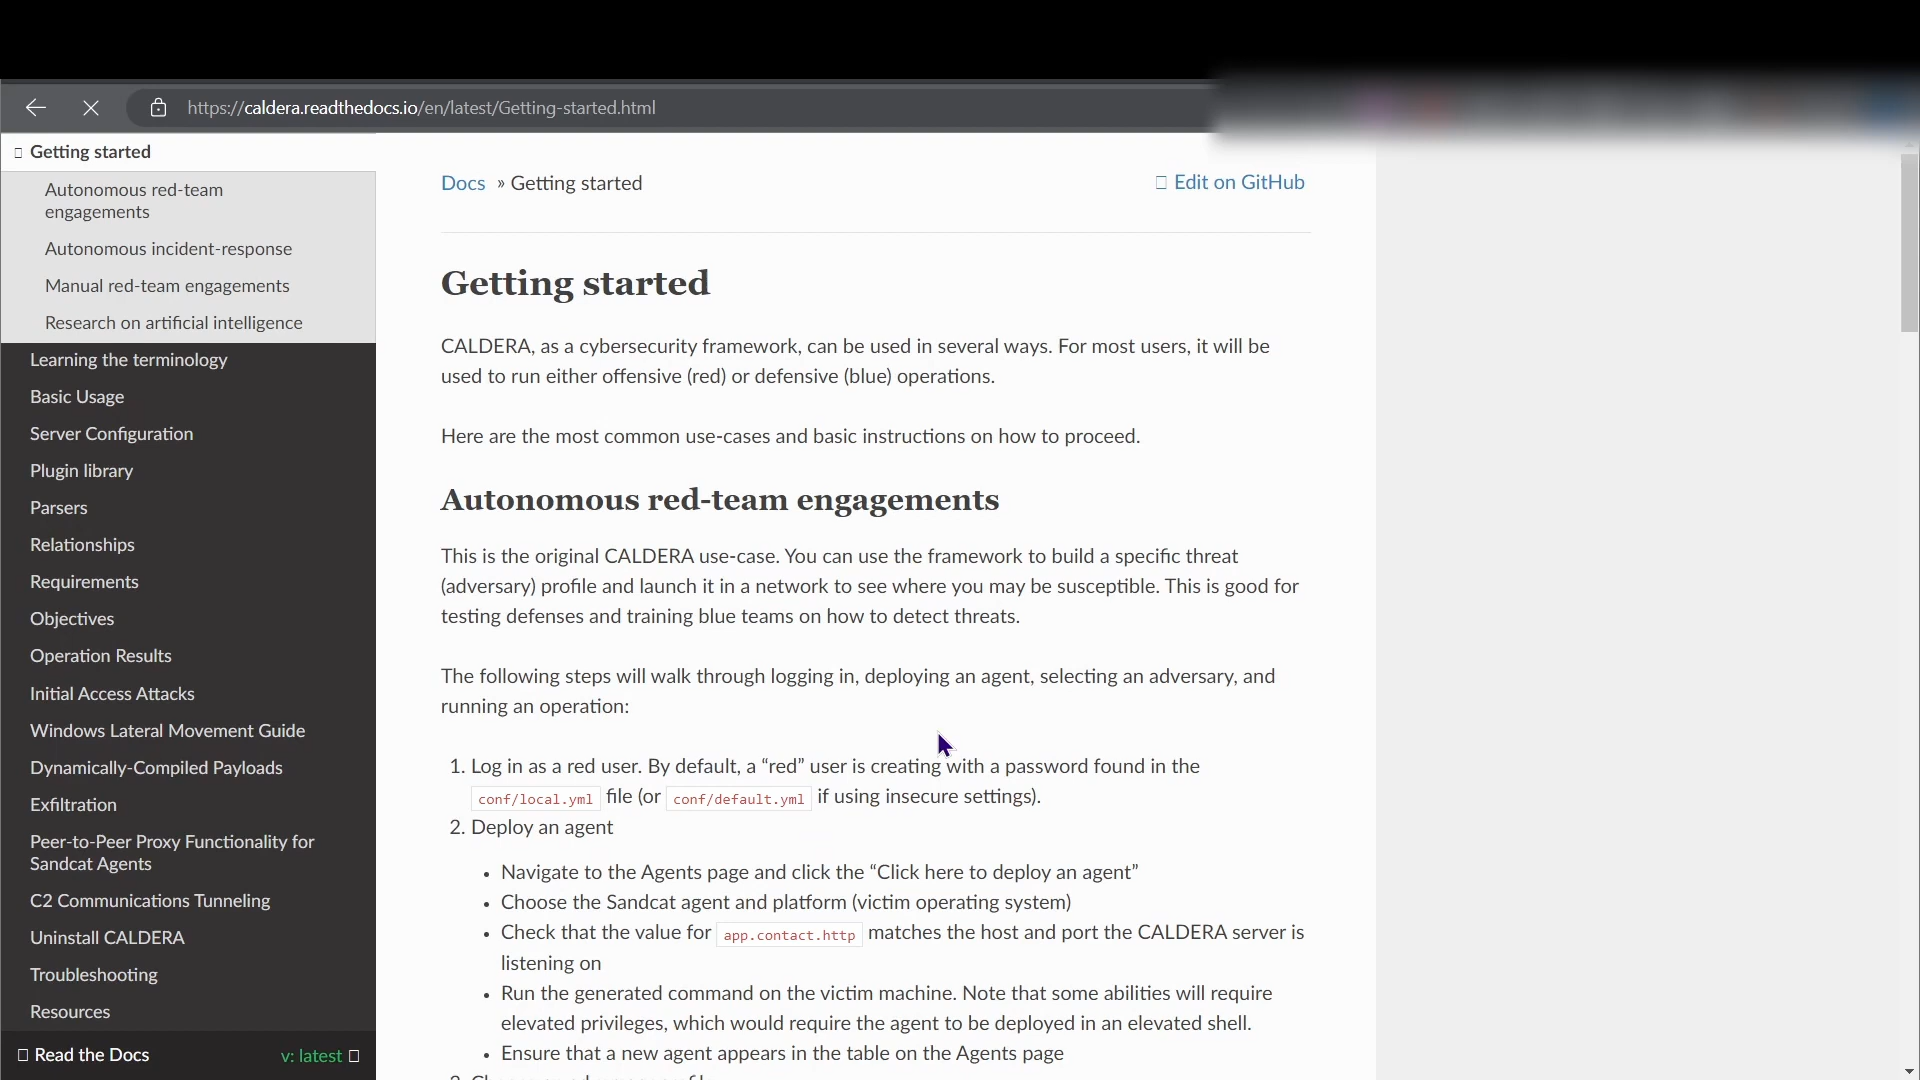 https://caldera.readthedocs.io/en/latest/Getting-started.html
Getting started
Autonomous red-team
engagements
Autonomous incident-response
Manual red-team engagements
Research on artificial intelligence
Learning the terminology
Basic Usage
Server Configuration
Plugin library
Parsers
Relationships
Requirements
Objectives
Operation Results
Initial Access Attacks
Windows Lateral Movement Guide
Dynamically-Compiled Payloads
Exfiltration
Peer-to-Peer Proxy Functionality for
Sandcat Agents
C2 Communications Tunneling
Uninstall CALDERA
Troubleshooting
Resources
Read the Docs v: latest
Docs » Getting started Edit on GitHub
Getting started
CALDERA, as a cybersecurity framework, can be used in several ways. For most users, it will be
used to run either offensive (red) or defensive (blue) operations.
Here are the most common use-cases and basic instructions on how to proceed.
Autonomous red-team engagements
This is the original CALDERA use-case. You can use the framework to build a specific threat
(adversary) profile and launch it in a network to see where you may be susceptible. This is good for
testing defenses and training blue teams on how to detect threats.
The following steps will walk through logging in, deploying an agent, selecting an adversary, and
running an operation:
1. Log in as a red user. By default, a “red” user is creating with a password found in the
conf/local.yml file (or conf/default.yml if using insecure settings).
2. Deploy an agent
• Navigate to the Agents page and click the “Click here to deploy an agent”
• Choose the Sandcat agent and platform (victim operating system)
• Check that the value for app.contact.http matches the host and port the CALDERA server is
listening on
• Run the generated command on the victim machine. Note that some abilities will require
elevated privileges, which would require the agent to be deployed in an elevated shell.
• Ensure that a new agent appears in the table on the Agents page